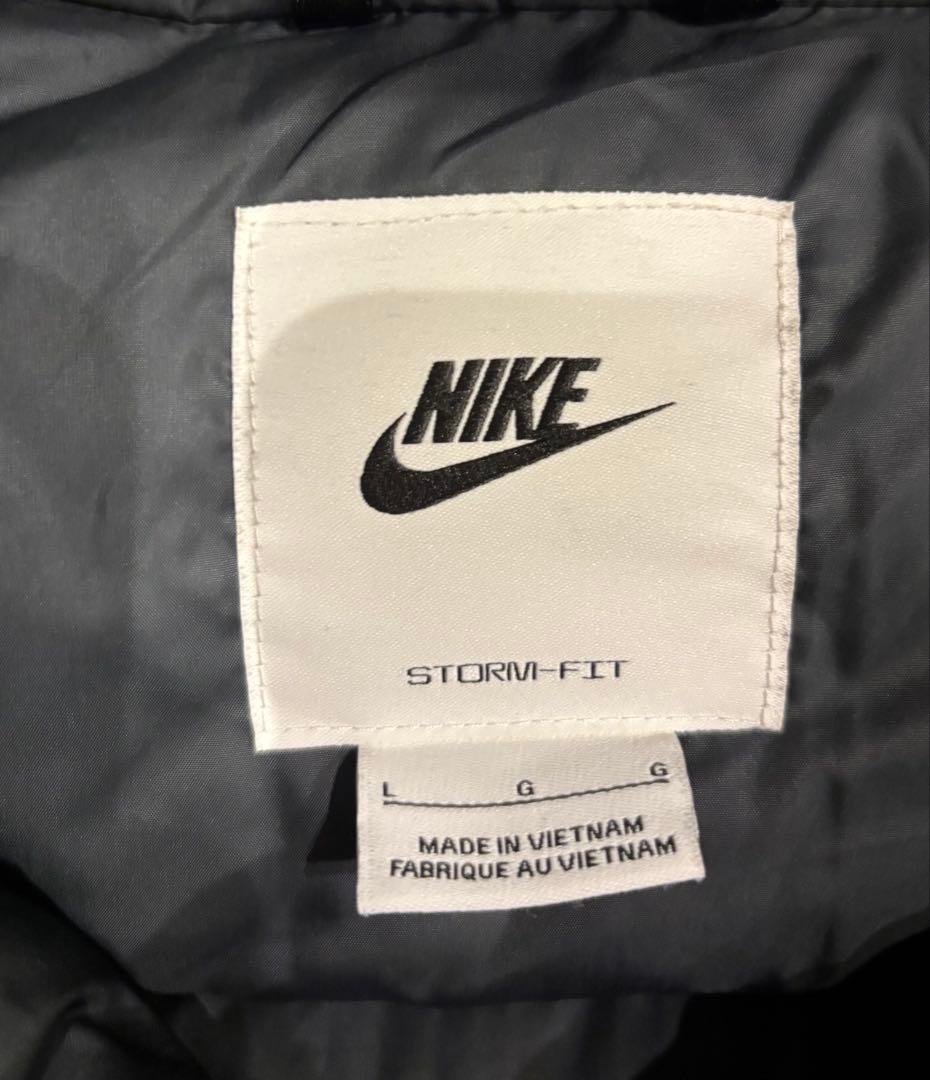 NIKE
STORM-FIT
L G G
MADE IN VIETNAM
FABRIQUE AU VIETNAM